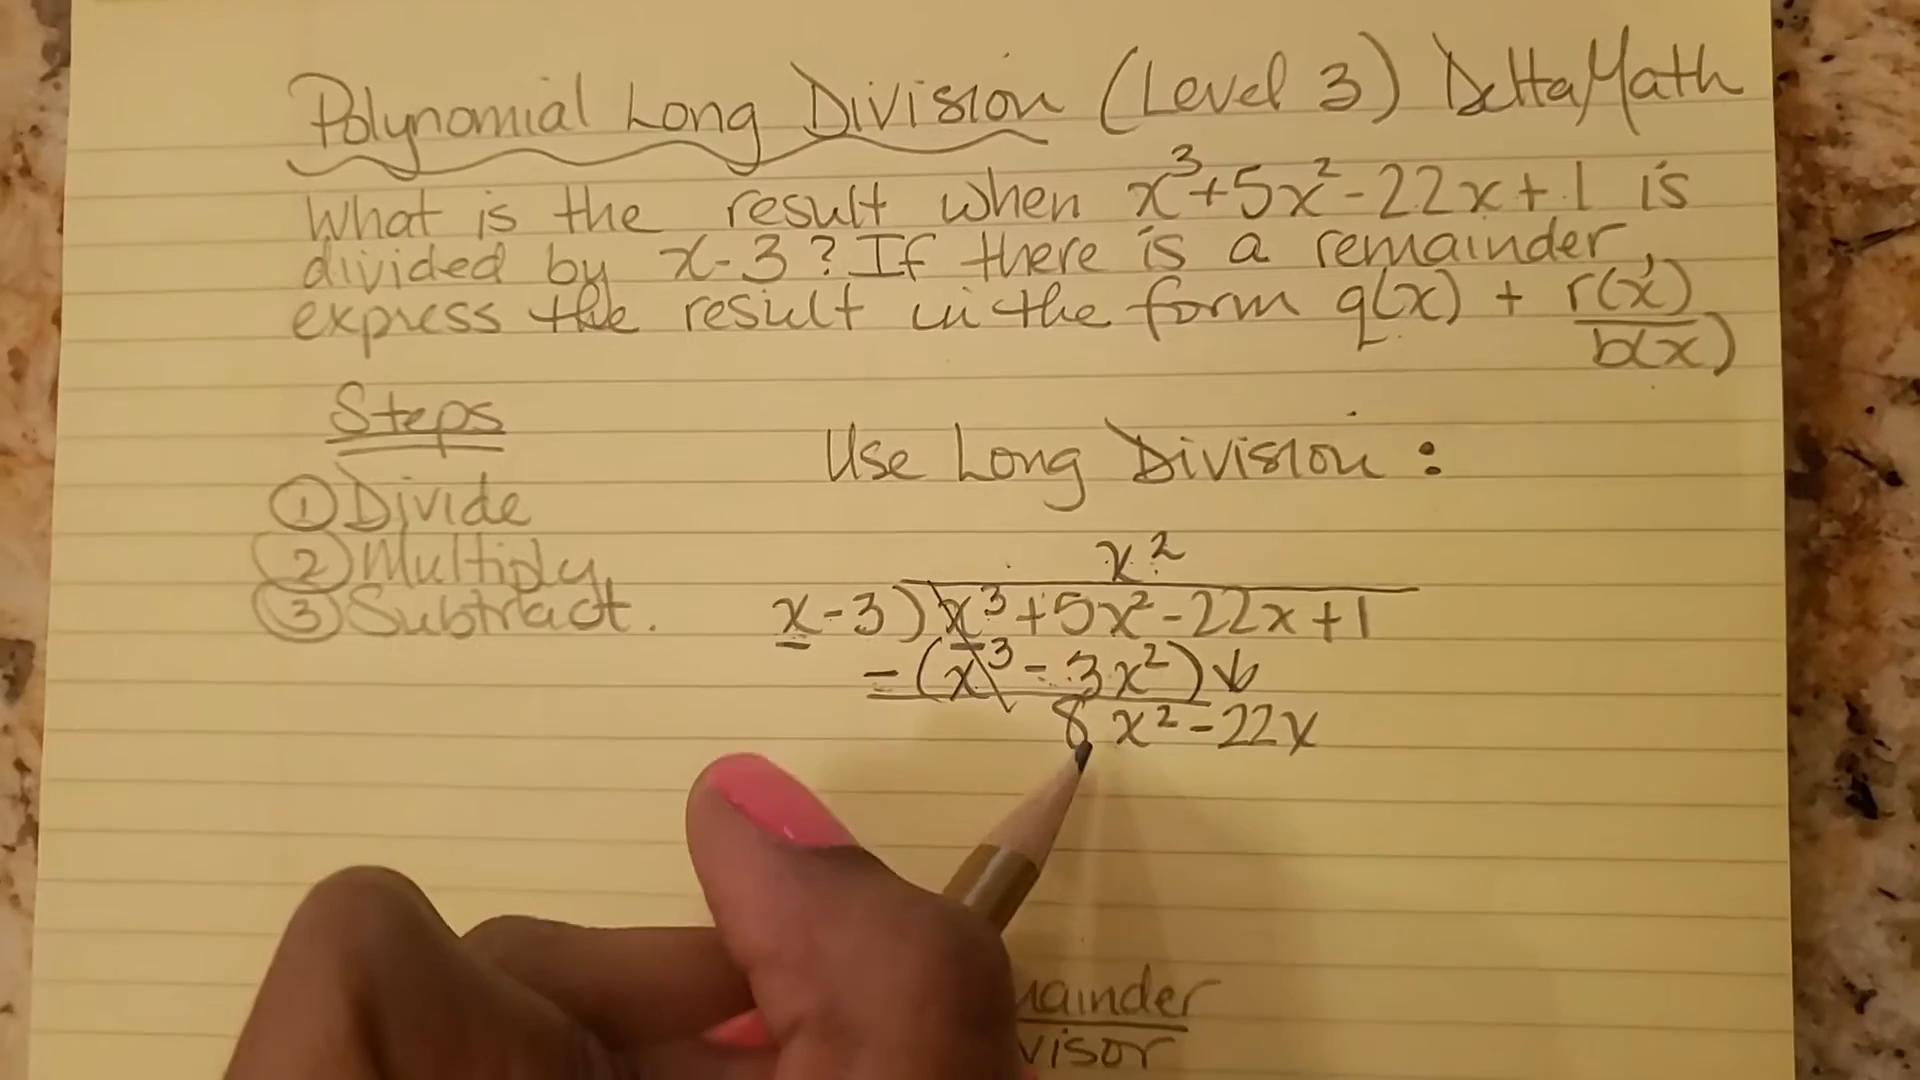 Polynomial Long Division (Level 3) DeltaMath
What is the result when x³+5x²-22x+1 is
divided by x-3? If there is a remainder,
express the result in the form q(x) + r(x)/b(x)
Steps
① Divide
② Multiply
③ Subtract.
Use Long Division:
x²
x-3)x³+5x²-22x+1
-(x³-3x²)↓
8x²-22x